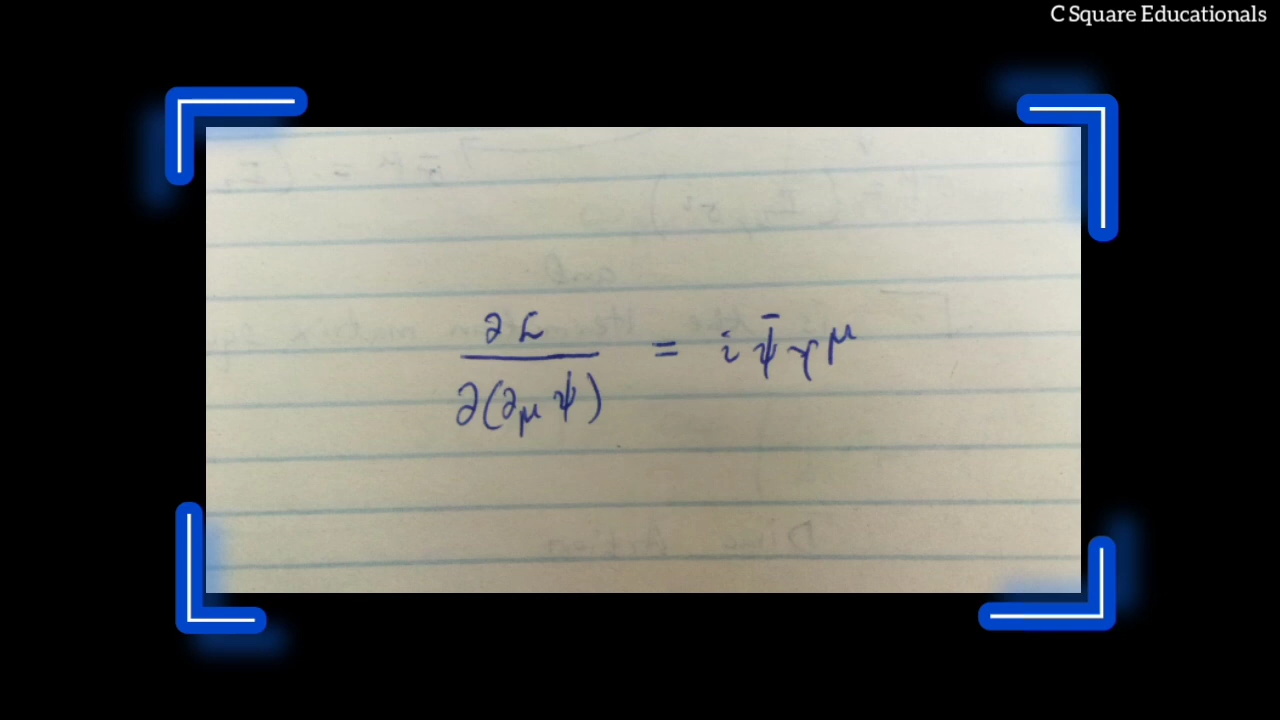 C Square Educationals
∂ℒ/∂(∂_μ ψ) = i ψ̄ γ^μ